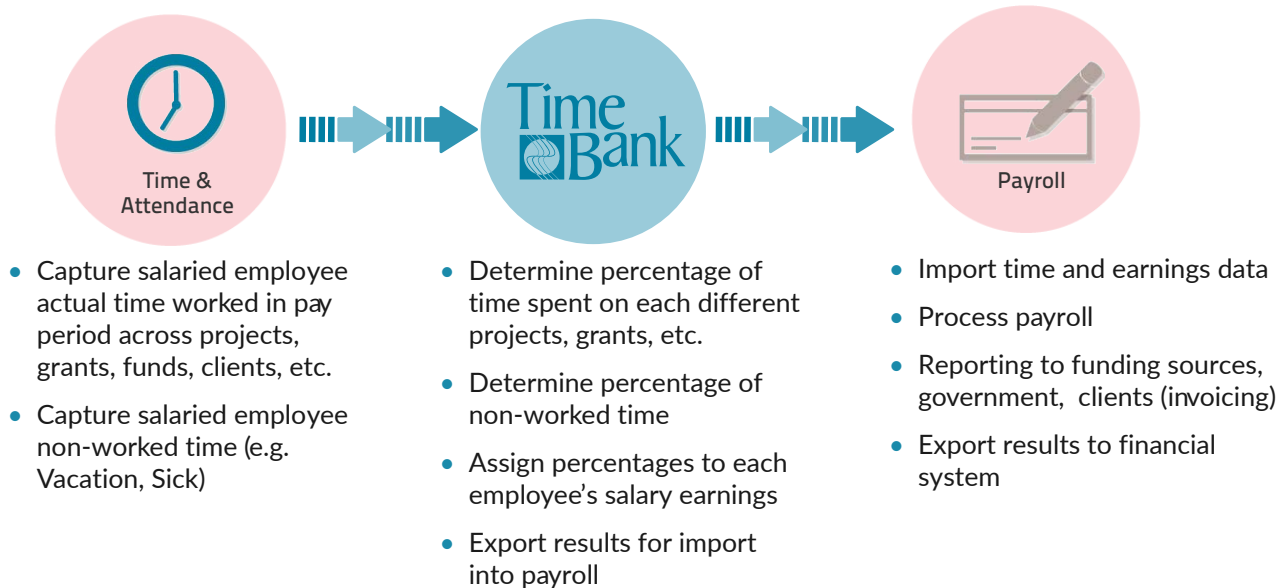 Time &
Attendance
Time
Bank
Payroll
• Capture salaried employee
actual time worked in pay
period across projects,
grants, funds, clients, etc.
• Capture salaried employee
non-worked time (e.g.
Vacation, Sick)
• Determine percentage of
time spent on each different
projects, grants, etc.
• Determine percentage of
non-worked time
• Assign percentages to each
employee’s salary earnings
• Export results for import
into payroll
• Import time and earnings data
• Process payroll
• Reporting to funding sources,
government,  clients (invoicing)
• Export results to financial
system